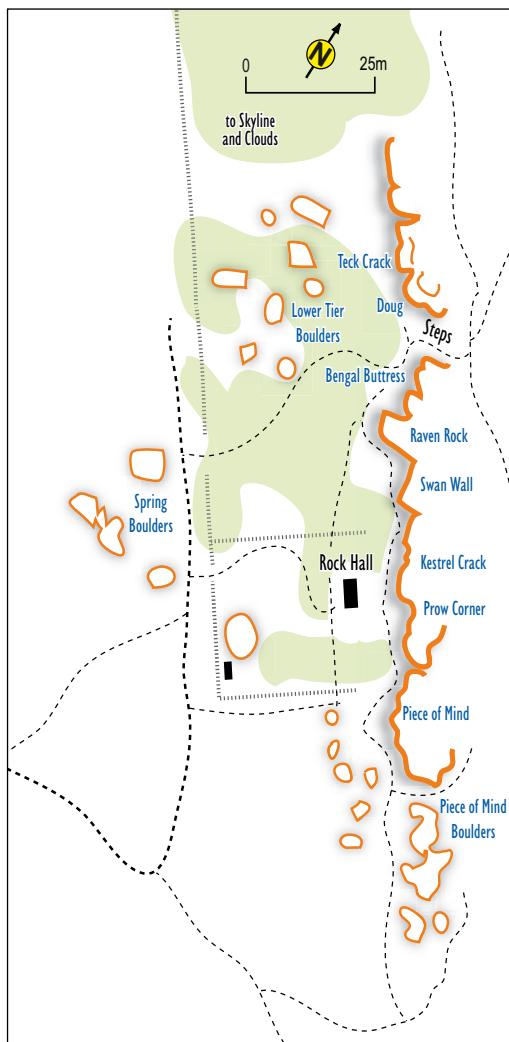 N
0
25m
to Skyline
and Clouds
Teck Crack
Doug
Lower Tier
Boulders
Steps
Bengal Buttress
Raven Rock
Swan Wall
Spring
Boulders
Kestrel Crack
Rock Hall
Prow Corner
Piece of Mind
Piece of Mind
Boulders